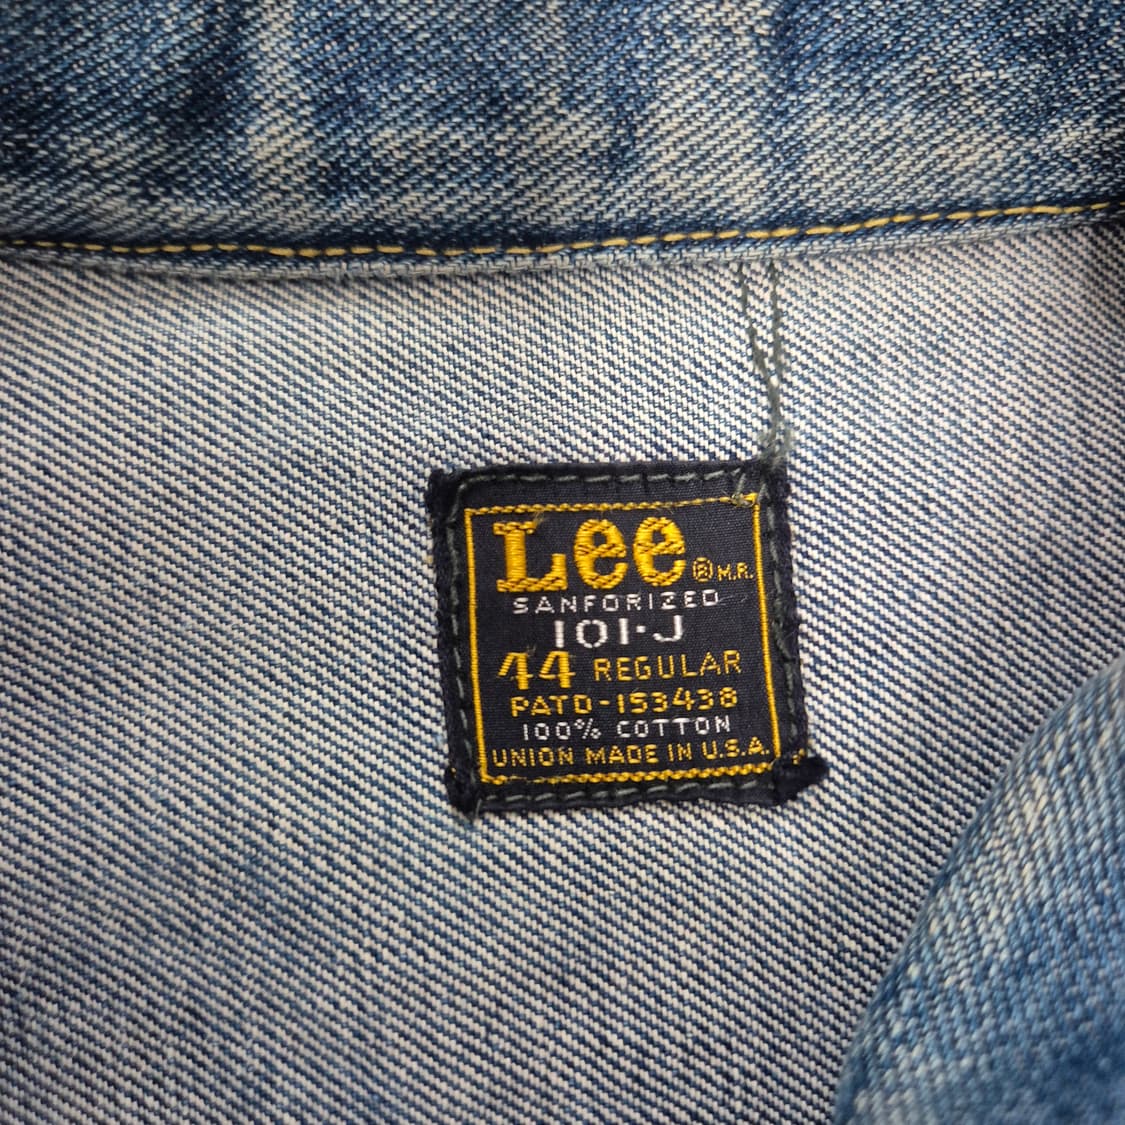 Lee ® M.R.
SANFORIZED
101·J
44 REGULAR
PATD-153438
100% COTTON
UNION MADE IN U.S.A.